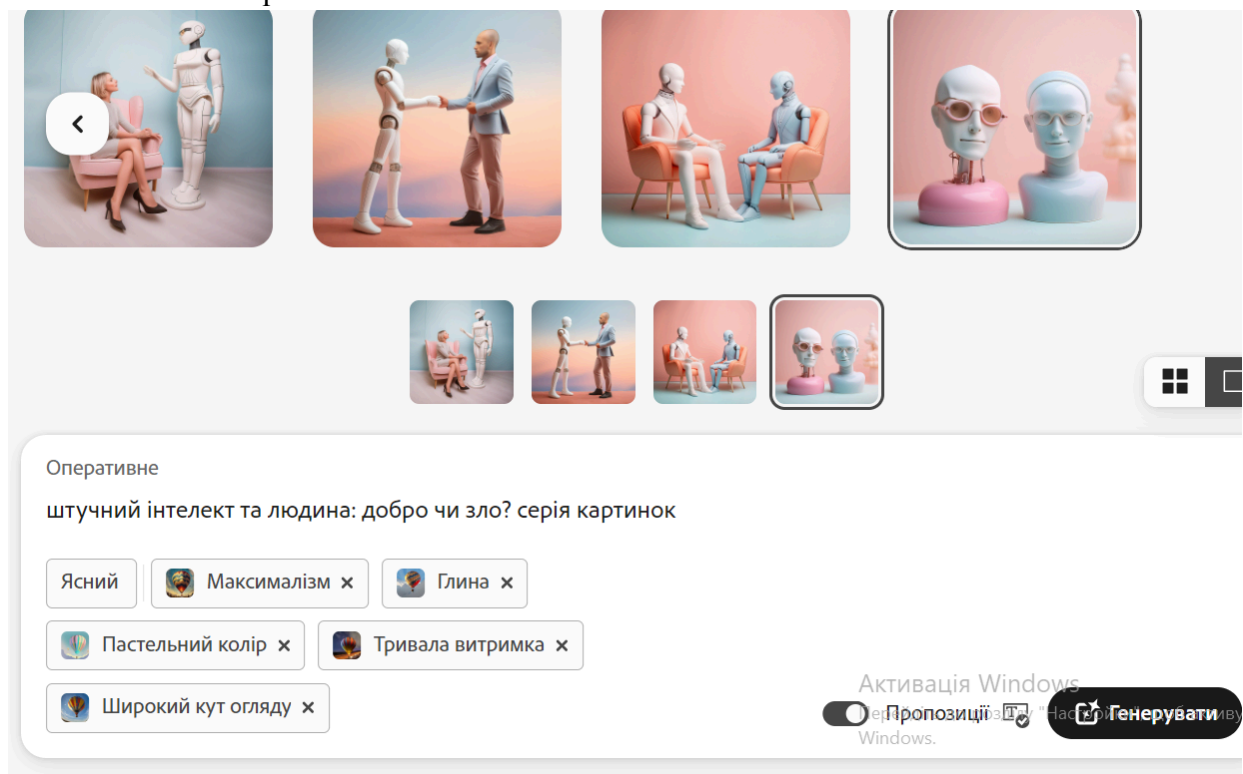 Оперативне
штучний інтелект та людина: добро чи зло? серія картинок
Ясний
Максималізм ×
Глина ×
Пастельний колір ×
Тривала витримка ×
Широкий кут огляду ×
Активація Windows
Пропозиції
Генерувати
Windows.